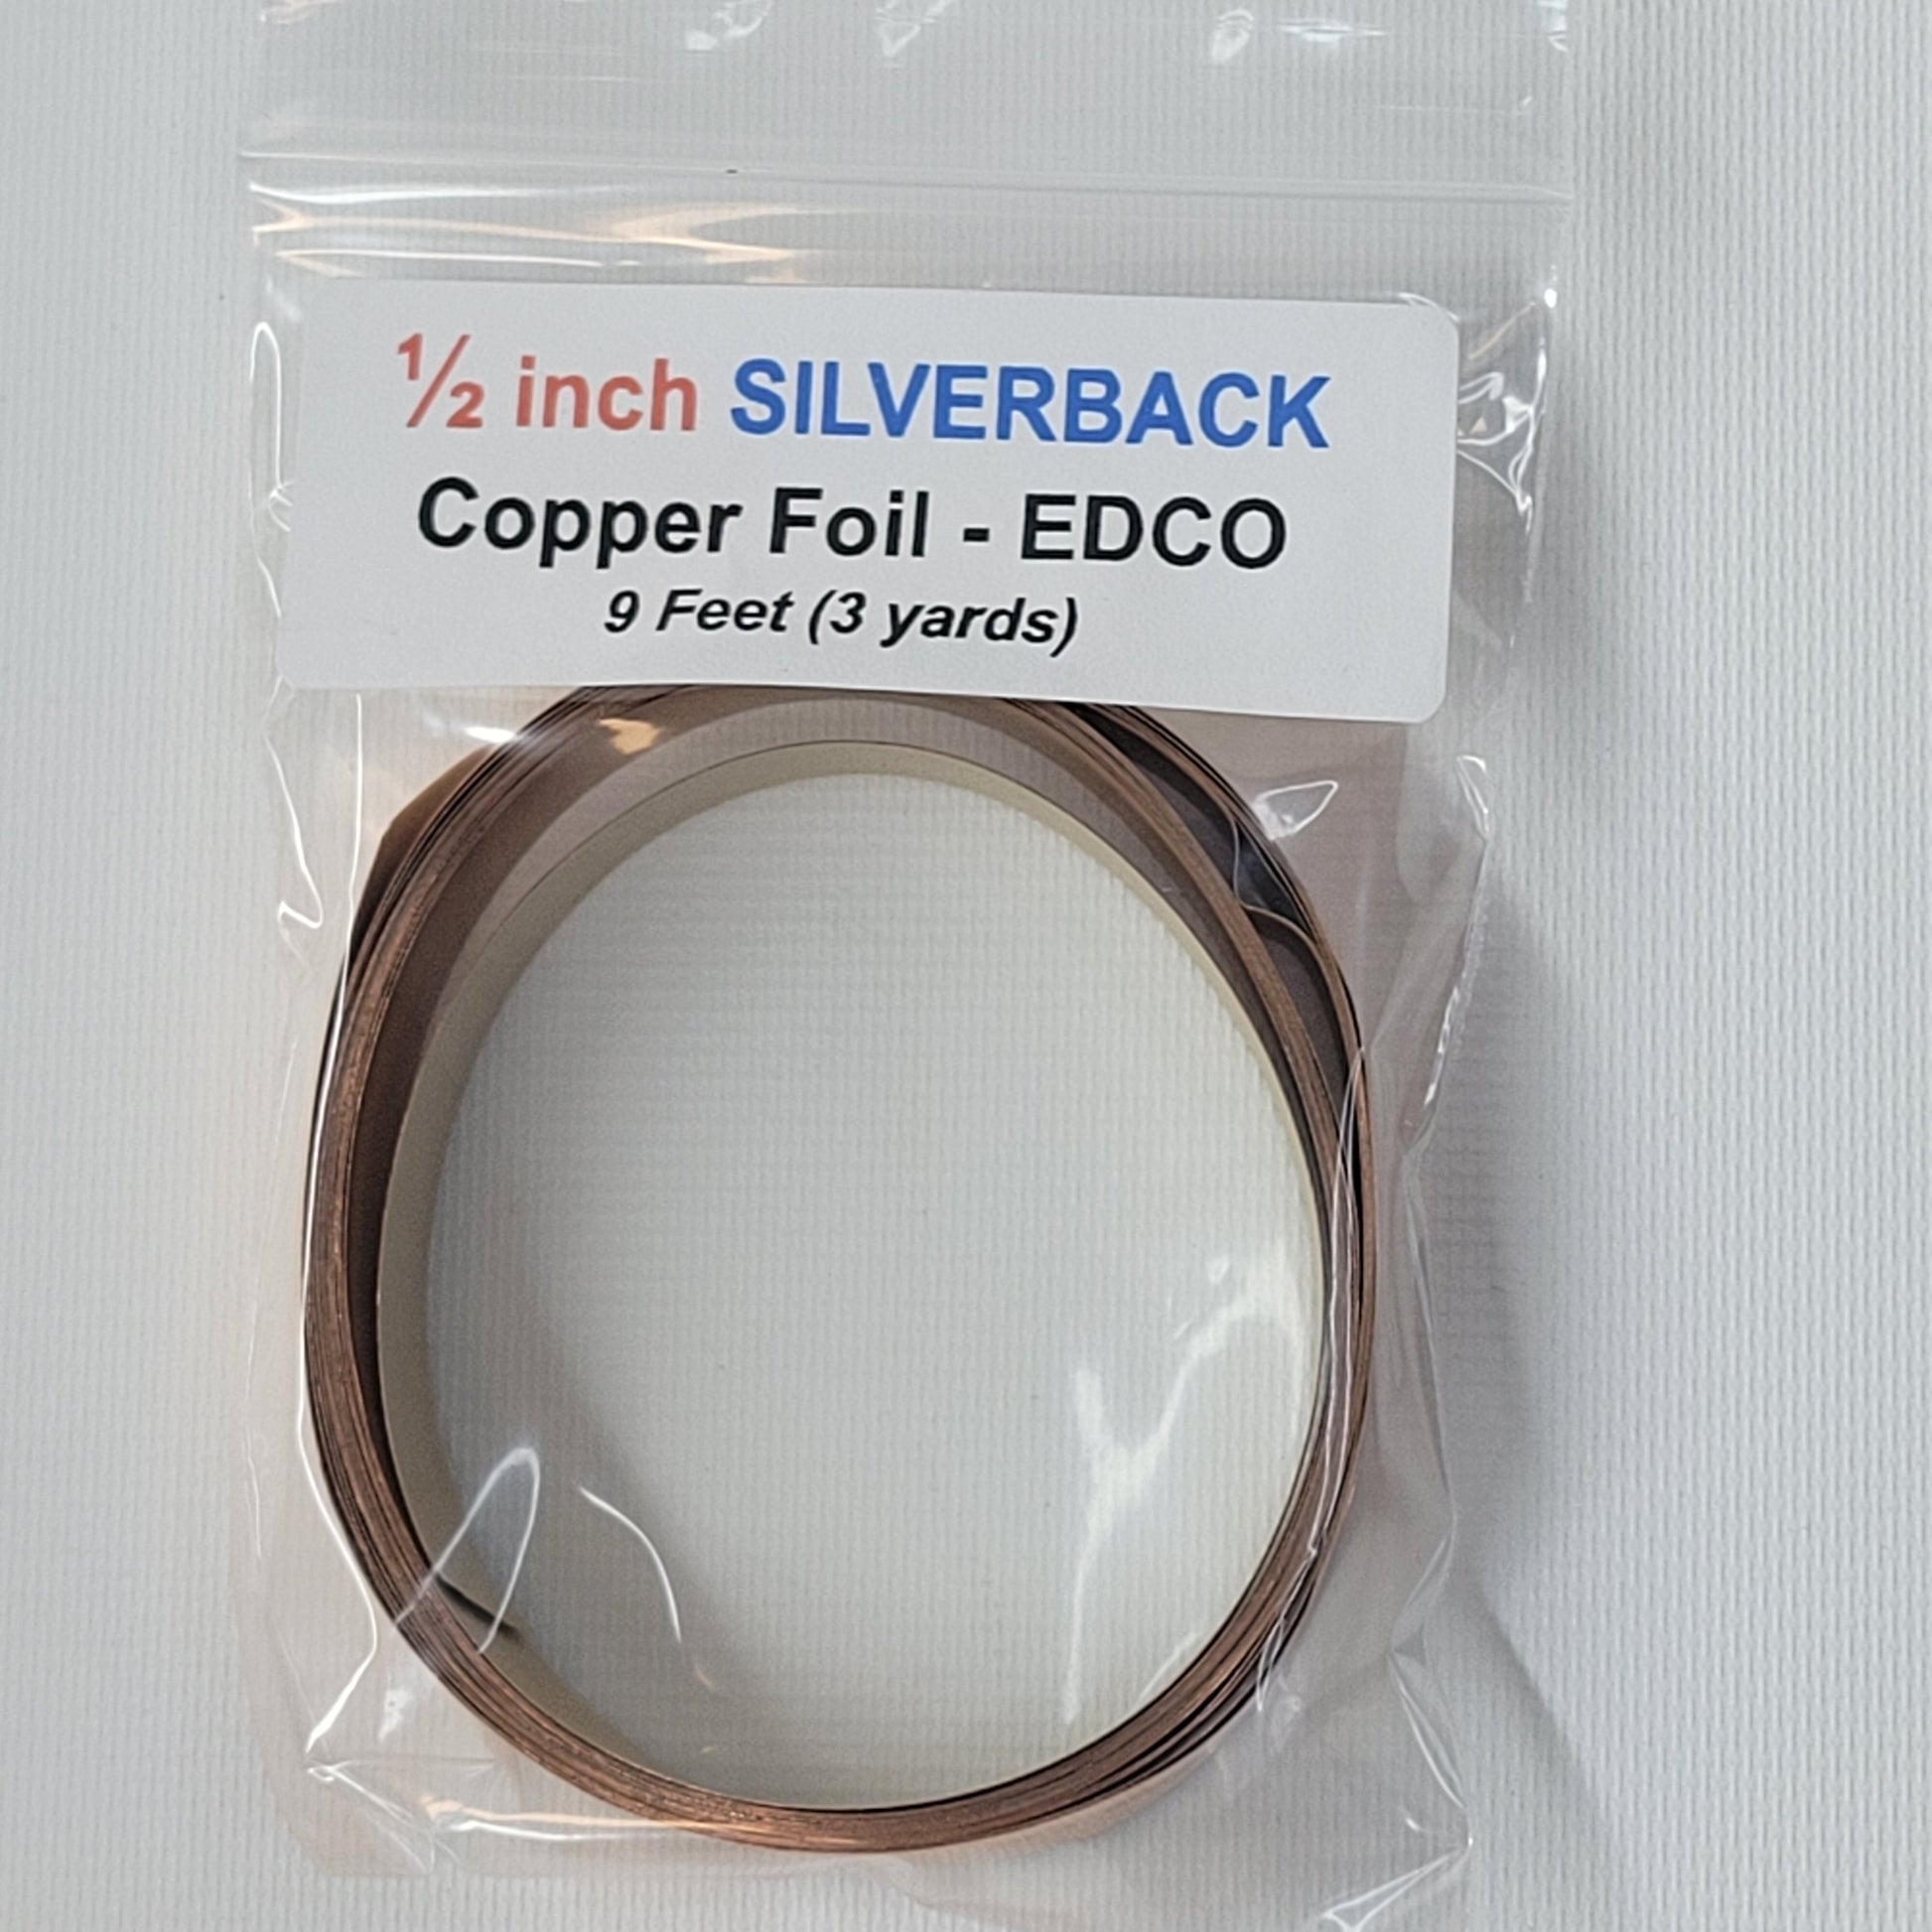 ½ inch SILVERBACK
Copper Foil - EDCO
9 Feet (3 yards)